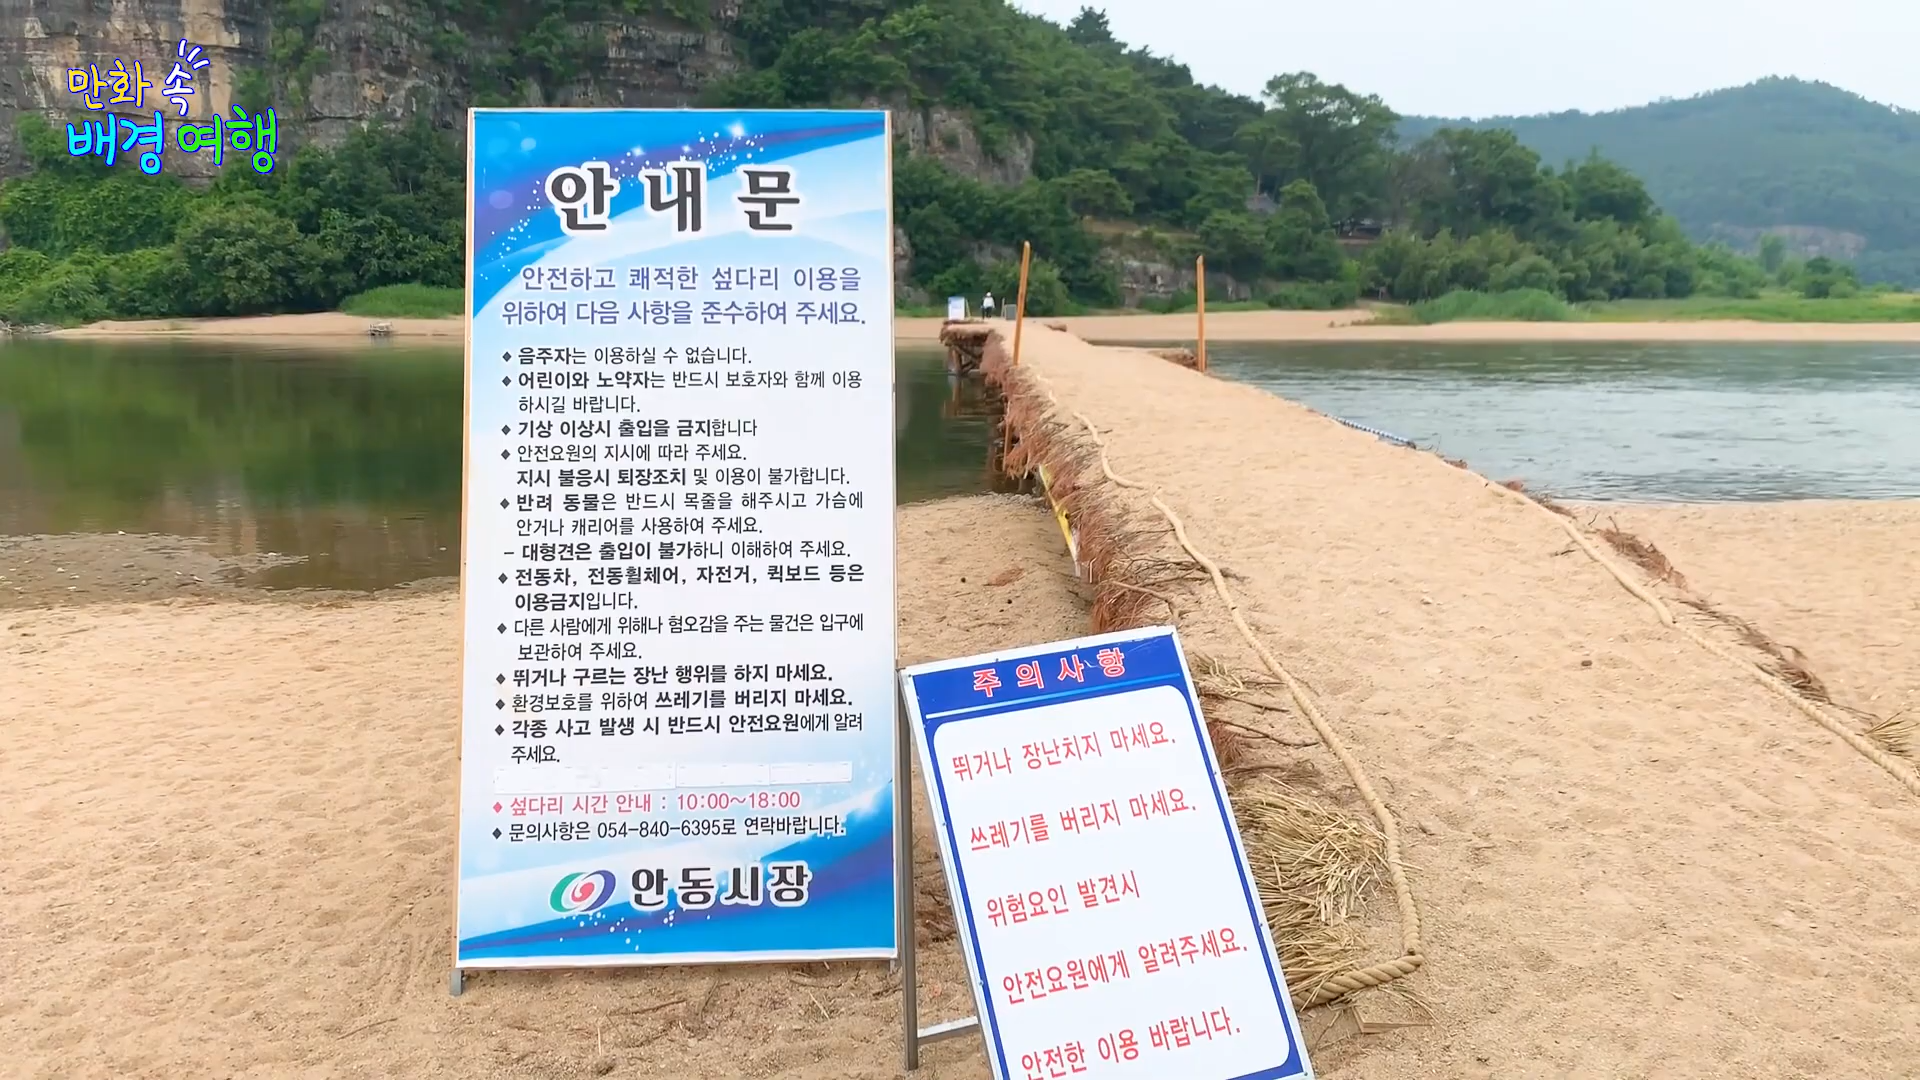 만화 속
배경 여행
안내문
안전하고 쾌적한 섶다리 이용을
위하여 다음 사항을 준수하여 주세요.
◆ 음주자는 이용하실 수 없습니다.
◆ 어린이와 노약자는 반드시 보호자와 함께 이용
하시길 바랍니다.
◆ 기상 이상시 출입을 금지합니다
◆ 안전요원의 지시에 따라 주세요.
지시 불응시 퇴장조치 및 이용이 불가합니다.
◆ 반려 동물은 반드시 목줄을 해주시고 가슴에
안거나 캐리어를 사용하여 주세요.
– 대형견은 출입이 불가하니 이해하여 주세요.
◆ 전동차, 전동휠체어, 자전거, 퀵보드 등은
이용금지입니다.
◆ 다른 사람에게 위해나 혐오감을 주는 물건은 입구에
보관하여 주세요.
◆ 뛰거나 구르는 장난 행위를 하지 마세요.
◆ 환경보호를 위하여 쓰레기를 버리지 마세요.
◆ 각종 사고 발생 시 반드시 안전요원에게 알려
주세요.
◆ 섶다리 시간 안내 : 10:00~18:00
◆ 문의사항은 054-840-6395로 연락바랍니다.
안동시장
주의사항
뛰거나 장난치지 마세요.
쓰레기를 버리지 마세요.
위험요인 발견시
안전요원에게 알려주세요.
안전한 이용 바랍니다.